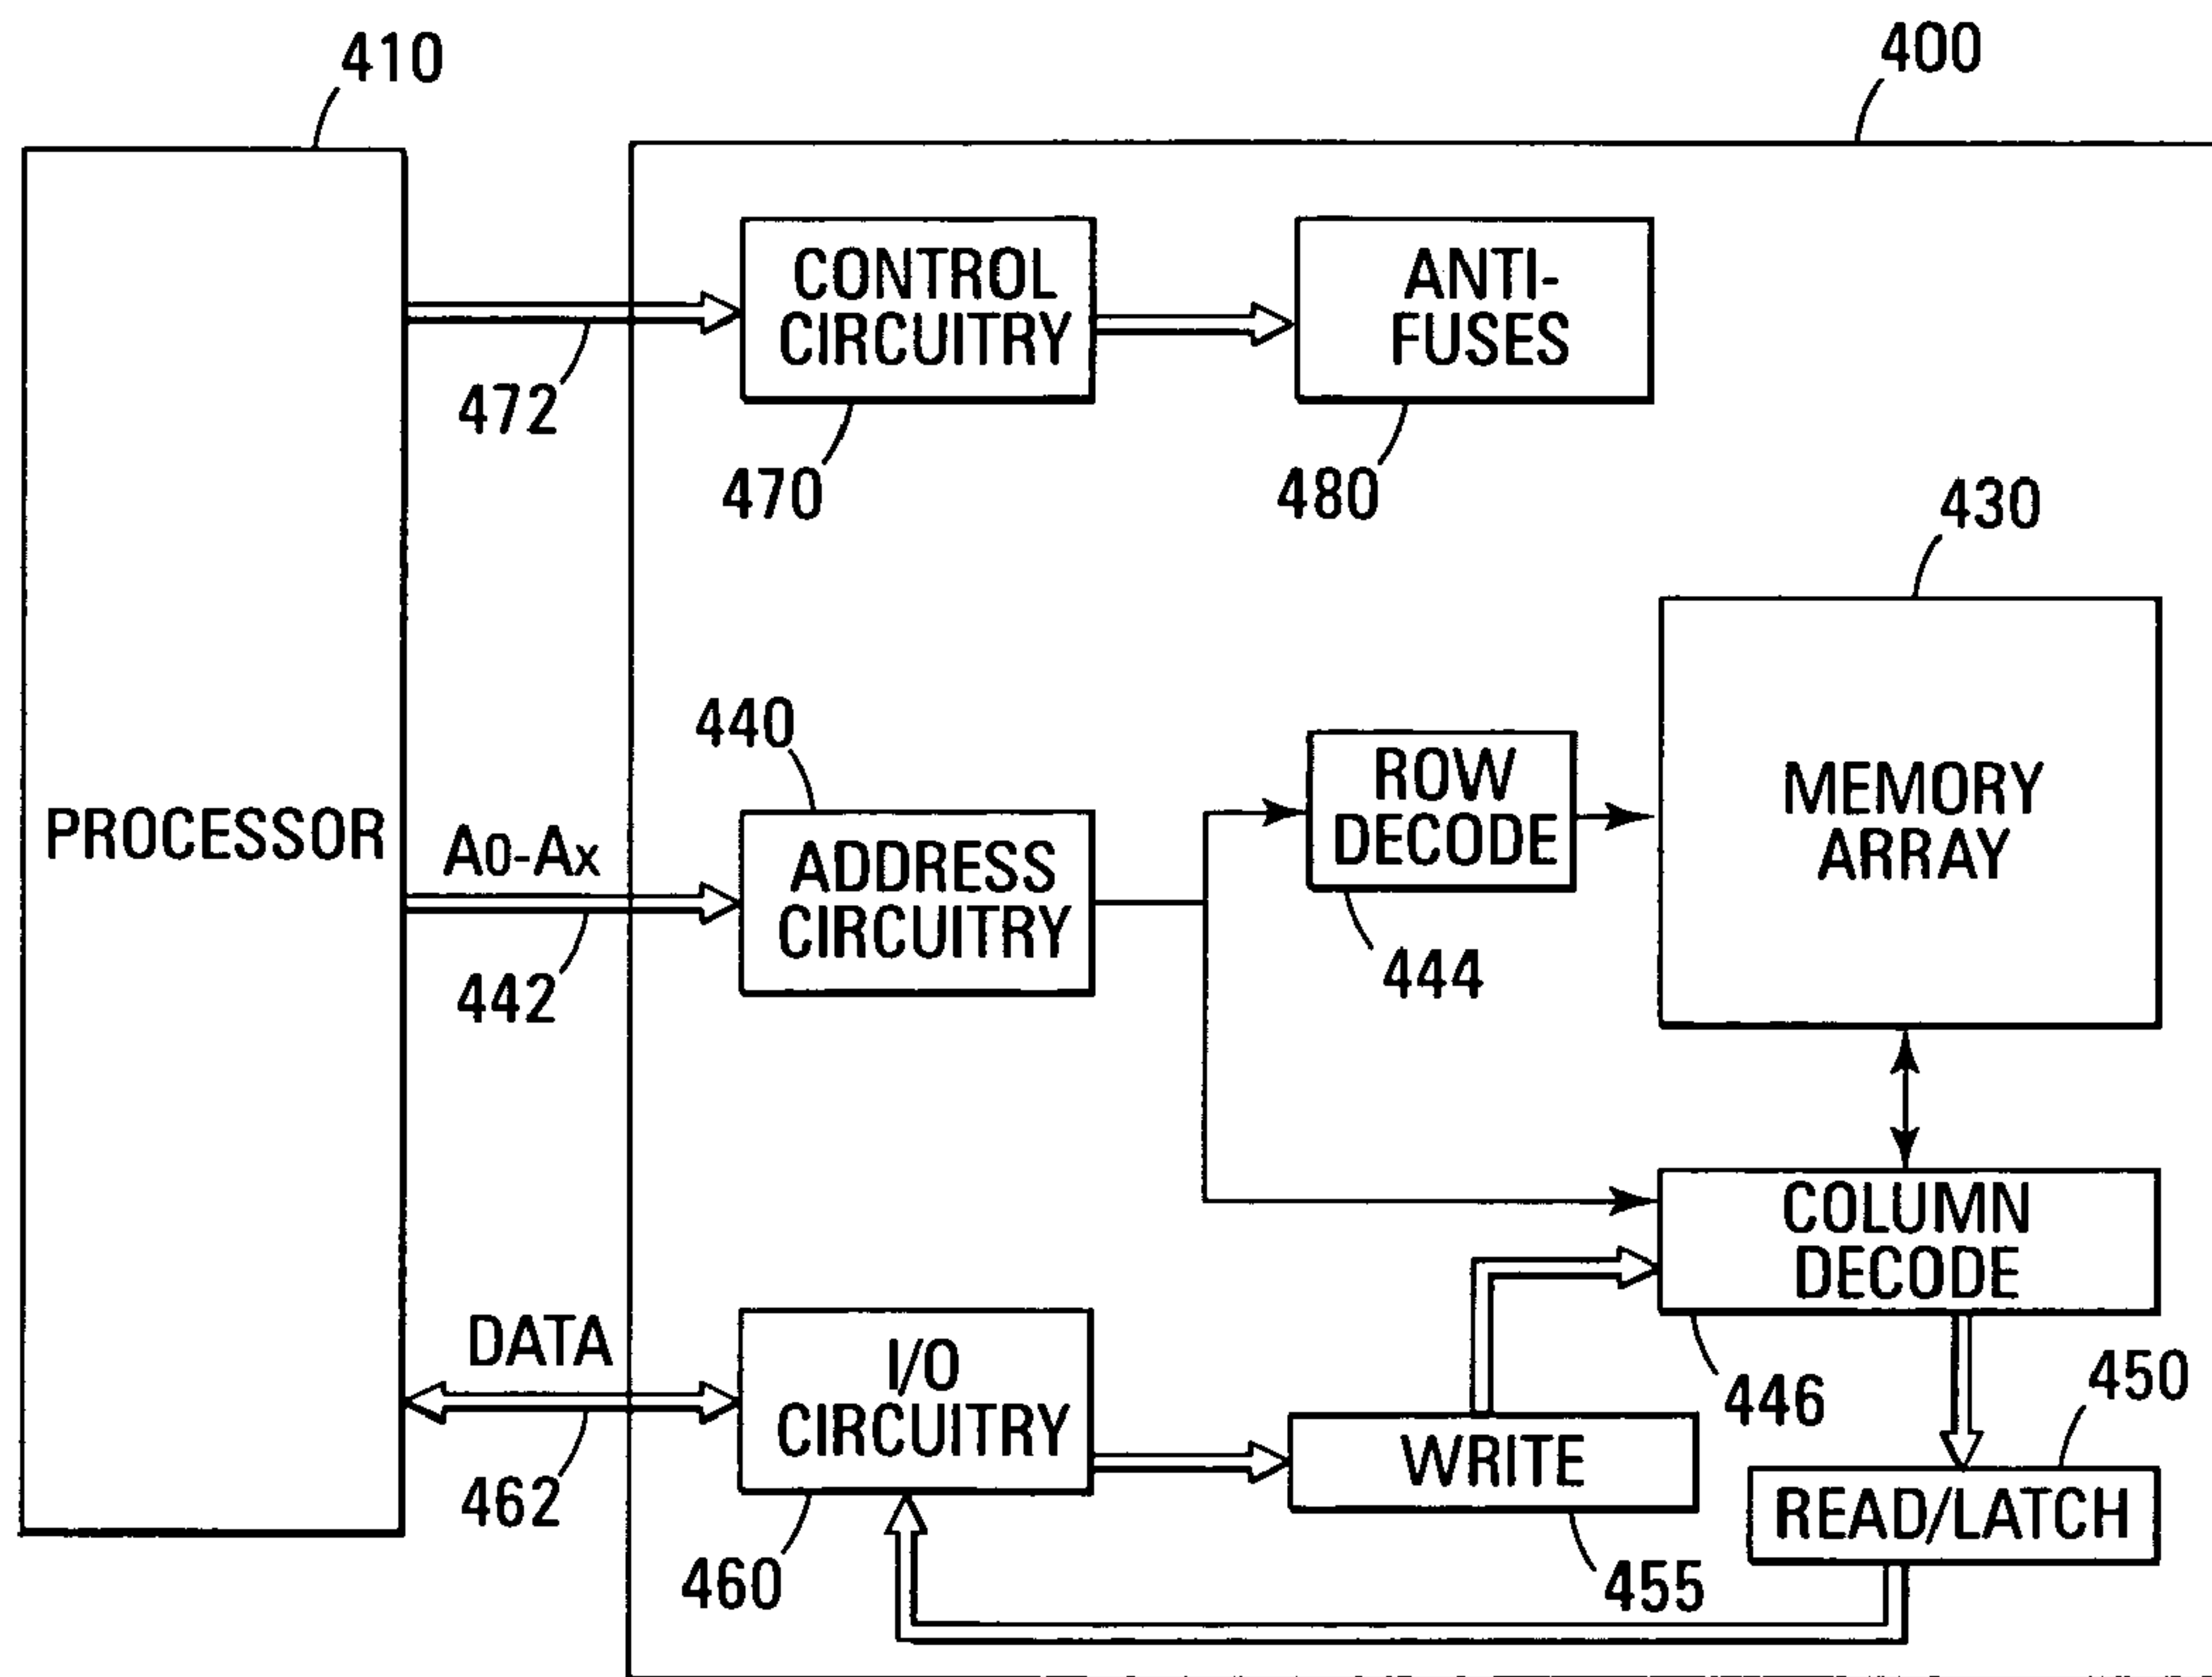 410
400
CONTROL
CIRCUITRY
ANTI-
FUSES
472
470
480
430
440
ROW
DECODE
MEMORY
ARRAY
PROCESSOR
A0-Ax
ADDRESS
CIRCUITRY
442
444
COLUMN
DECODE
DATA
I/O
CIRCUITRY
446
450
WRITE
READ/LATCH
462
460
455